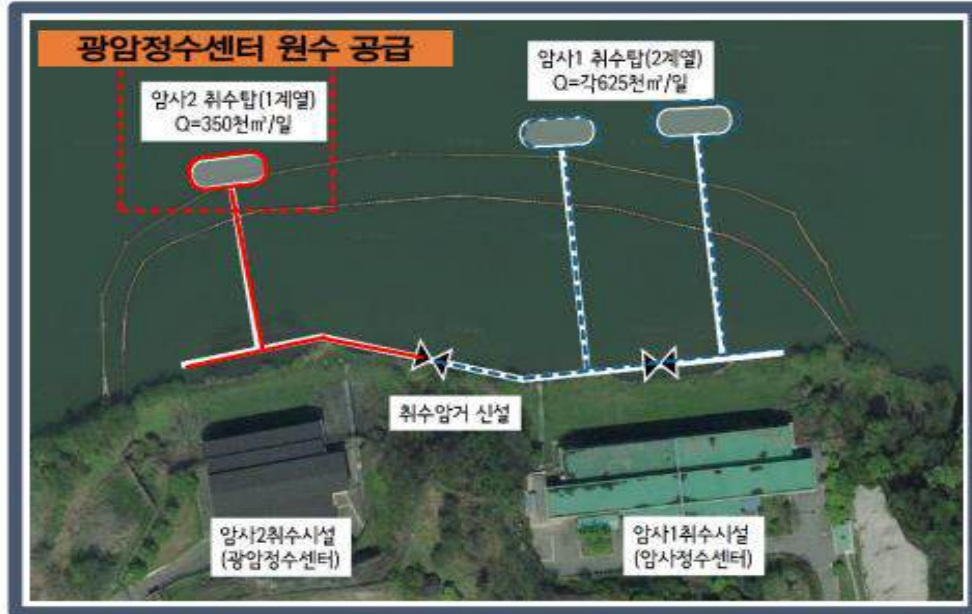 광암정수센터 원수 공급
암사2 취수탑(1계열)
Q=350천㎥/일
암사1 취수탑(2계열)
Q=각625천㎥/일
취수암거 신설
암사2취수시설
(광암정수센터)
암사1취수시설
(암사정수센터)